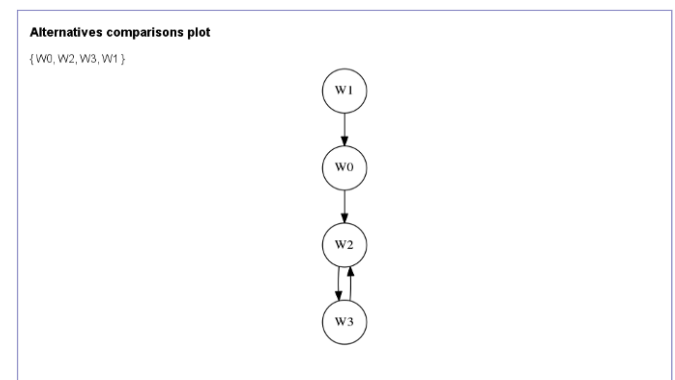 Alternatives comparisons plot
{ W0, W2, W3, W1 }
W1
W0
W2
W3